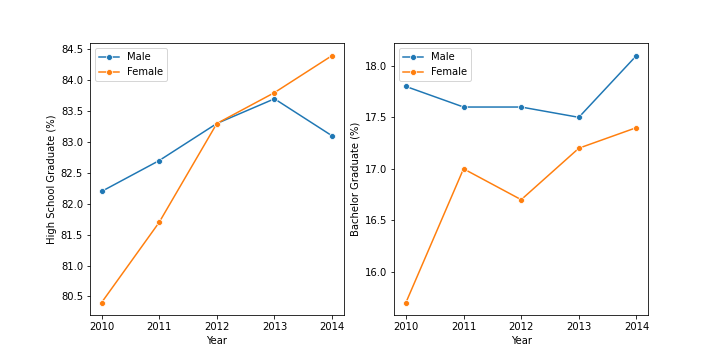 High School Graduate (%)
84.5
84.0
83.5
83.0
82.5
82.0
81.5
81.0
80.5
Male
Female
2010 2011 2012 2013 2014
Year
Bachelor Graduate (%)
18.0
17.5
17.0
16.5
16.0
Male
Female
2010 2011 2012 2013 2014
Year